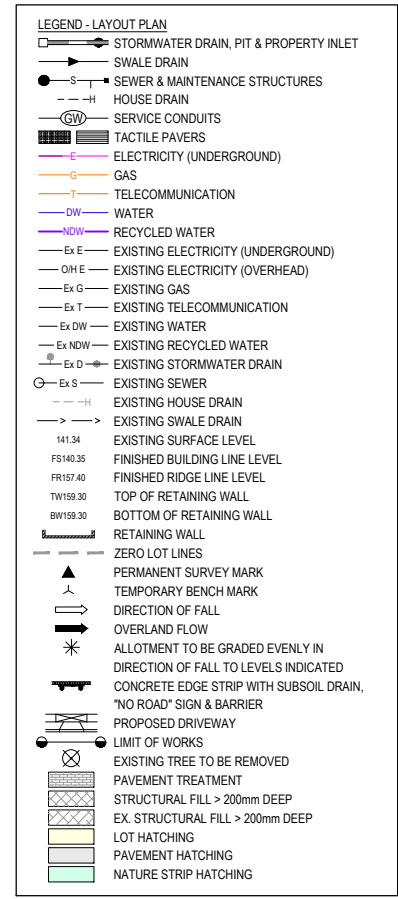 LEGEND - LAYOUT PLAN
STORMWATER DRAIN, PIT & PROPERTY INLET
SWALE DRAIN
S SEWER & MAINTENANCE STRUCTURES
H HOUSE DRAIN
GW SERVICE CONDUITS
TACTILE PAVERS
E ELECTRICITY (UNDERGROUND)
G GAS
T TELECOMMUNICATION
DW WATER
NDW RECYCLED WATER
Ex E EXISTING ELECTRICITY (UNDERGROUND)
O/H E EXISTING ELECTRICITY (OVERHEAD)
Ex G EXISTING GAS
Ex T EXISTING TELECOMMUNICATION
Ex DW EXISTING WATER
Ex NDW EXISTING RECYCLED WATER
Ex D EXISTING STORMWATER DRAIN
Ex S EXISTING SEWER
H EXISTING HOUSE DRAIN
> > EXISTING SWALE DRAIN
141.34 EXISTING SURFACE LEVEL
FS140.35 FINISHED BUILDING LINE LEVEL
FR157.40 FINISHED RIDGE LINE LEVEL
TW159.30 TOP OF RETAINING WALL
BW159.30 BOTTOM OF RETAINING WALL
RETAINING WALL
ZERO LOT LINES
PERMANENT SURVEY MARK
TEMPORARY BENCH MARK
DIRECTION OF FALL
OVERLAND FLOW
ALLOTMENT TO BE GRADED EVENLY IN
DIRECTION OF FALL TO LEVELS INDICATED
CONCRETE EDGE STRIP WITH SUBSOIL DRAIN,
"NO ROAD" SIGN & BARRIER
PROPOSED DRIVEWAY
LIMIT OF WORKS
EXISTING TREE TO BE REMOVED
PAVEMENT TREATMENT
STRUCTURAL FILL > 200mm DEEP
EX. STRUCTURAL FILL > 200mm DEEP
LOT HATCHING
PAVEMENT HATCHING
NATURE STRIP HATCHING